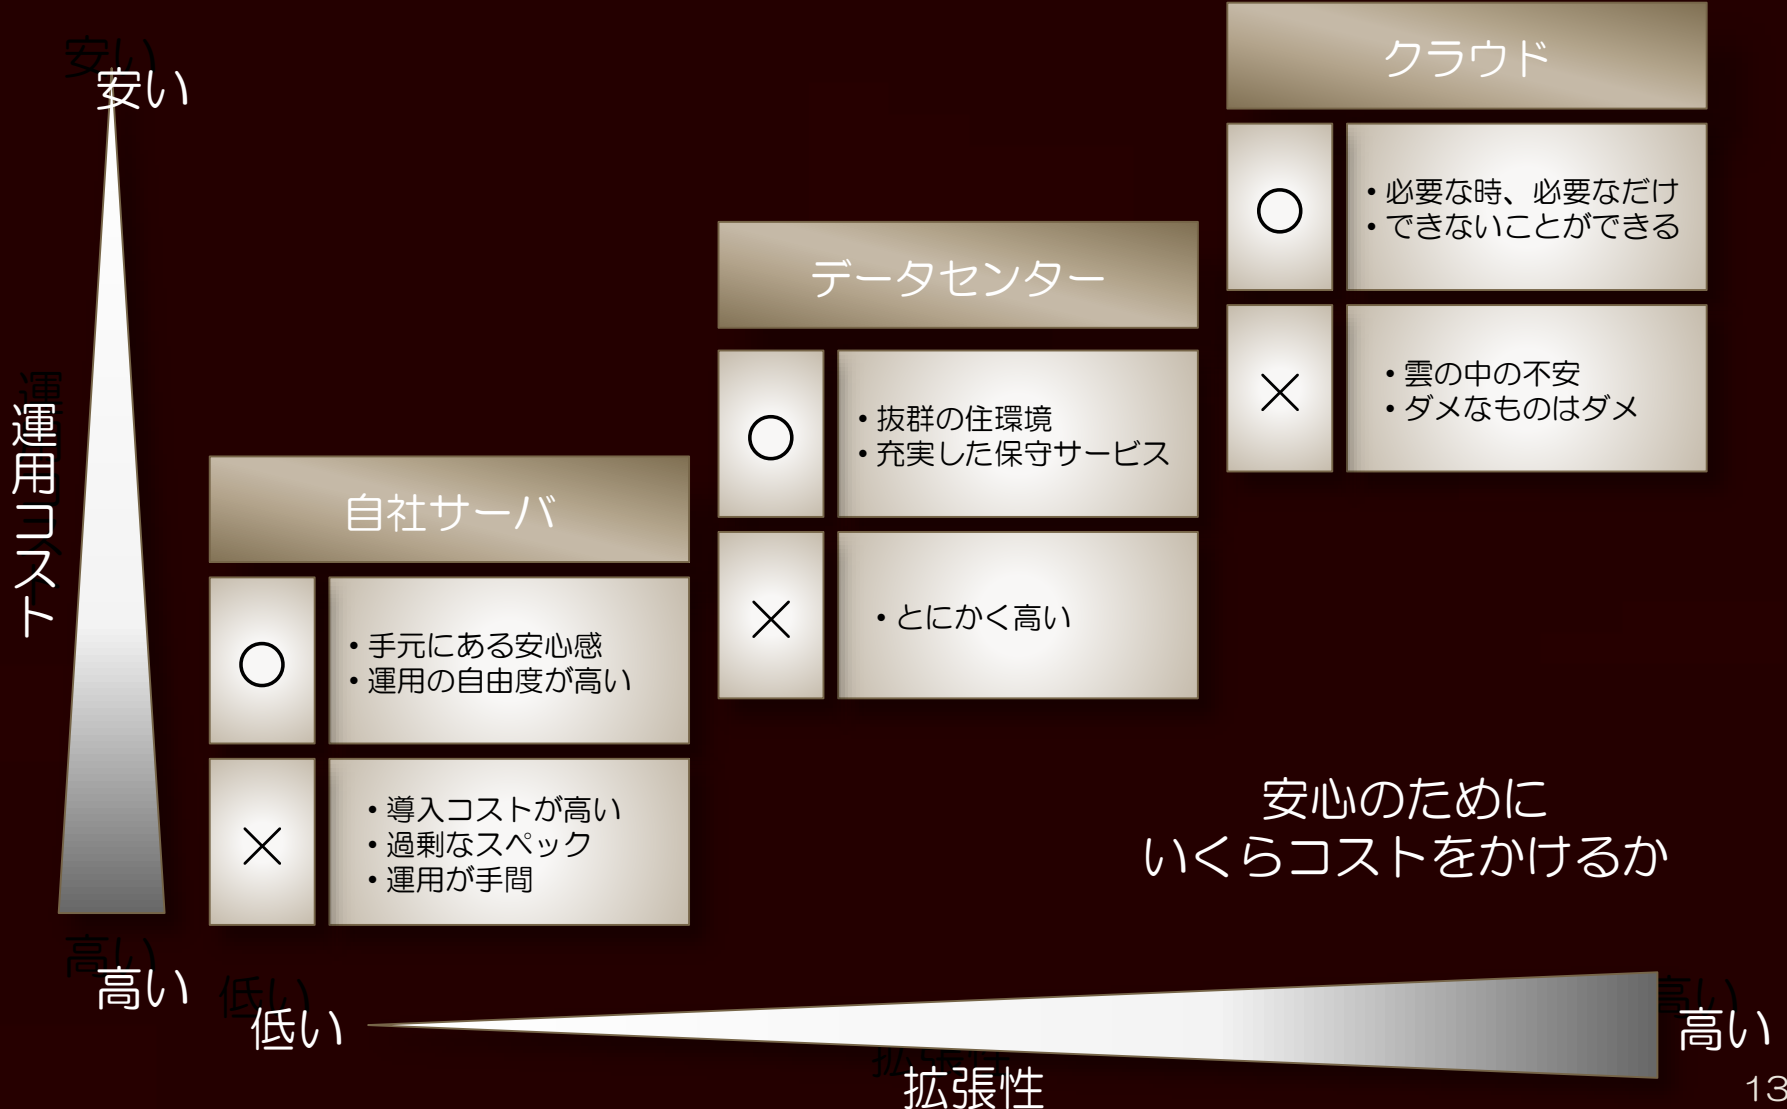 安い
運用コスト
高い
自社サーバ
○
・手元にある安心感
・運用の自由度が高い
×
・導入コストが高い
・過剰なスペック
・運用が手間
データセンター
○
・抜群の住環境
・充実した保守サービス
×
・とにかく高い
クラウド
○
・必要な時、必要なだけ
・できないことができる
×
・雲の中の不安
・ダメなものはダメ
安心のために
いくらコストをかけるか
低い
高い
拡張性
13